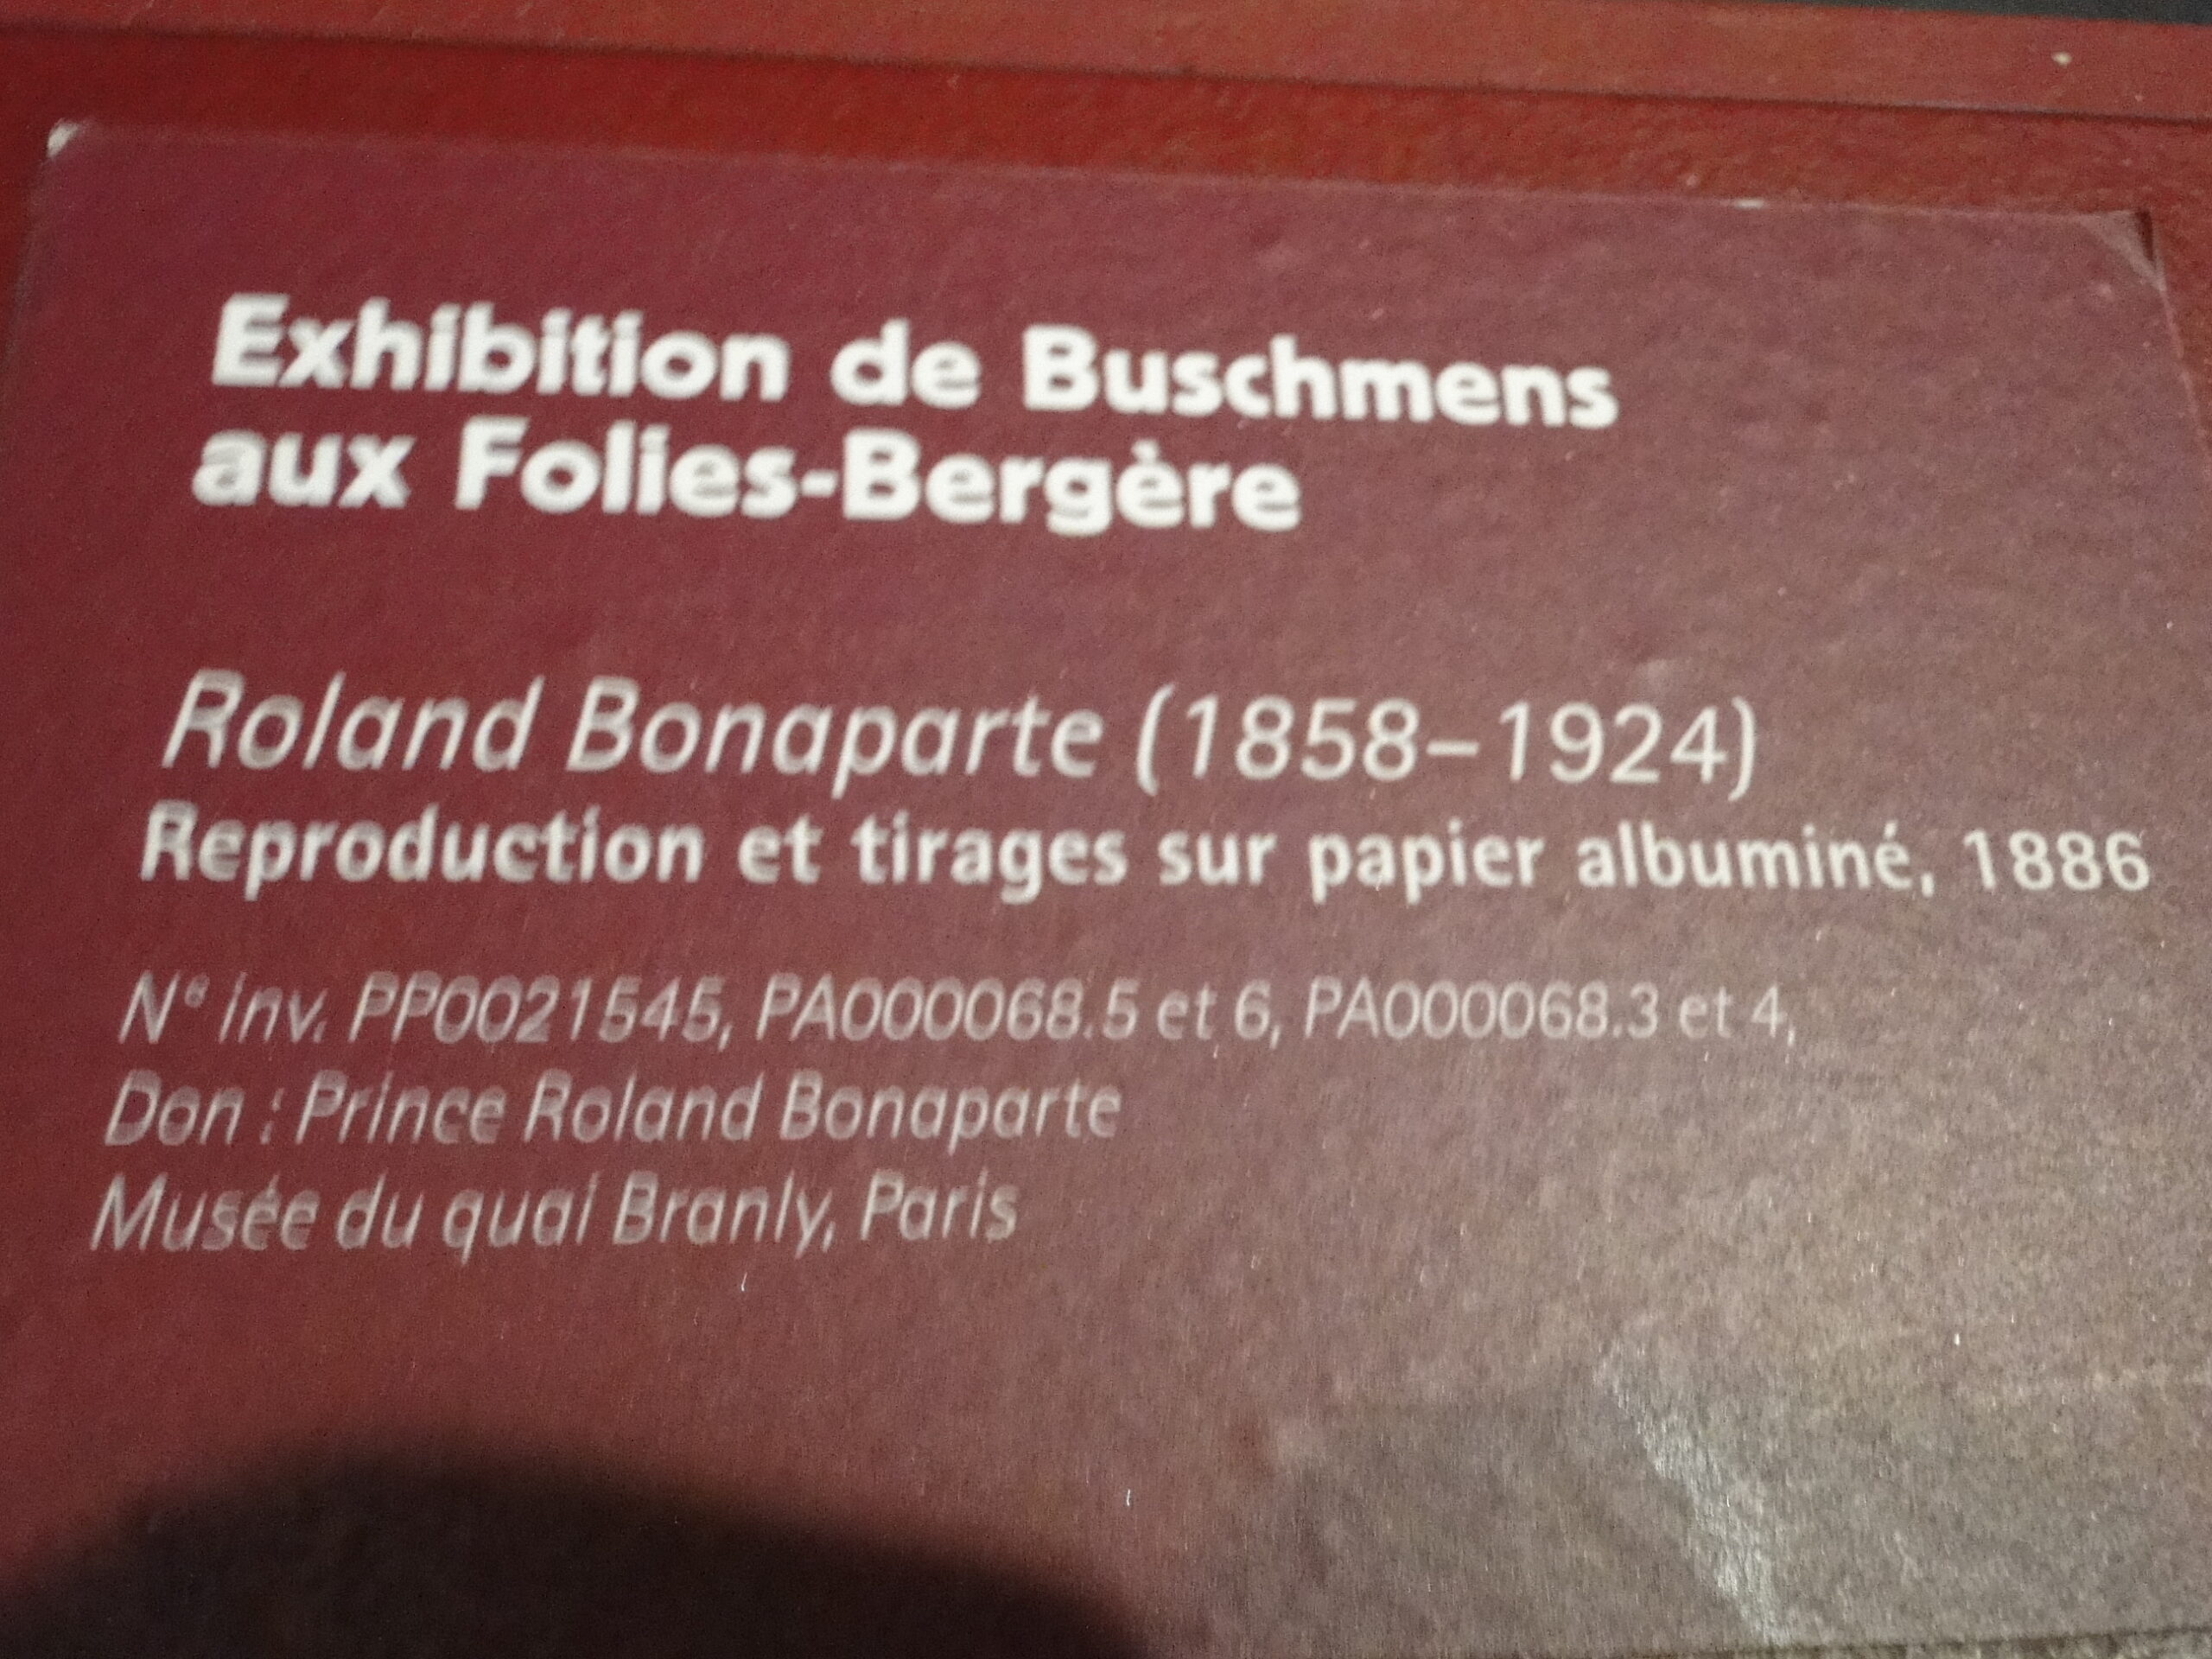 Exhibition de Buschmens
aux Folies-Bergère
Roland Bonaparte (1858–1924)
Reproduction et tirages sur papier albuminé, 1886
N° inv. PP0021545, PA000068.5 et 6, PA000068.3 et 4,
Don : Prince Roland Bonaparte
Musée du quai Branly, Paris